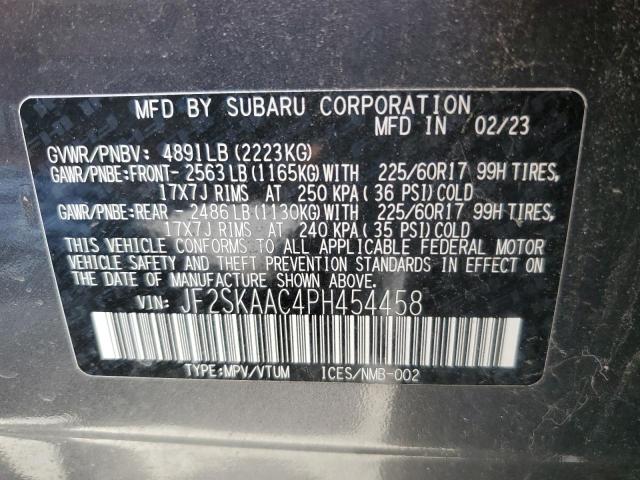 MFD BY SUBARU CORPORATION
MFD IN 02/23
GVWR/PNBV: 4891LB (2223KG)
GAWR/PNBE:FRONT- 2563 LB (1165KG) WITH 225/60R17 99H TIRES,
17X7J RIMS AT 250 KPA ( 36 PSI) COLD
GAWR/PNBE:REAR - 2486 LB (1130KG) WITH 225/60R17 99H TIRES,
17X7J RIMS AT 240 KPA ( 35 PSI) COLD
THIS VEHICLE CONFORMS TO ALL APPLICABLE FEDERAL MOTOR
VEHICLE SAFETY AND THEFT PREVENTION STANDARDS IN EFFECT ON
THE DATE OF MANUFACTURE SHOWN ABOVE.
VIN: JF2SKAAC4PH454458
TYPE:MPV/VTUM ICES/NMB-002